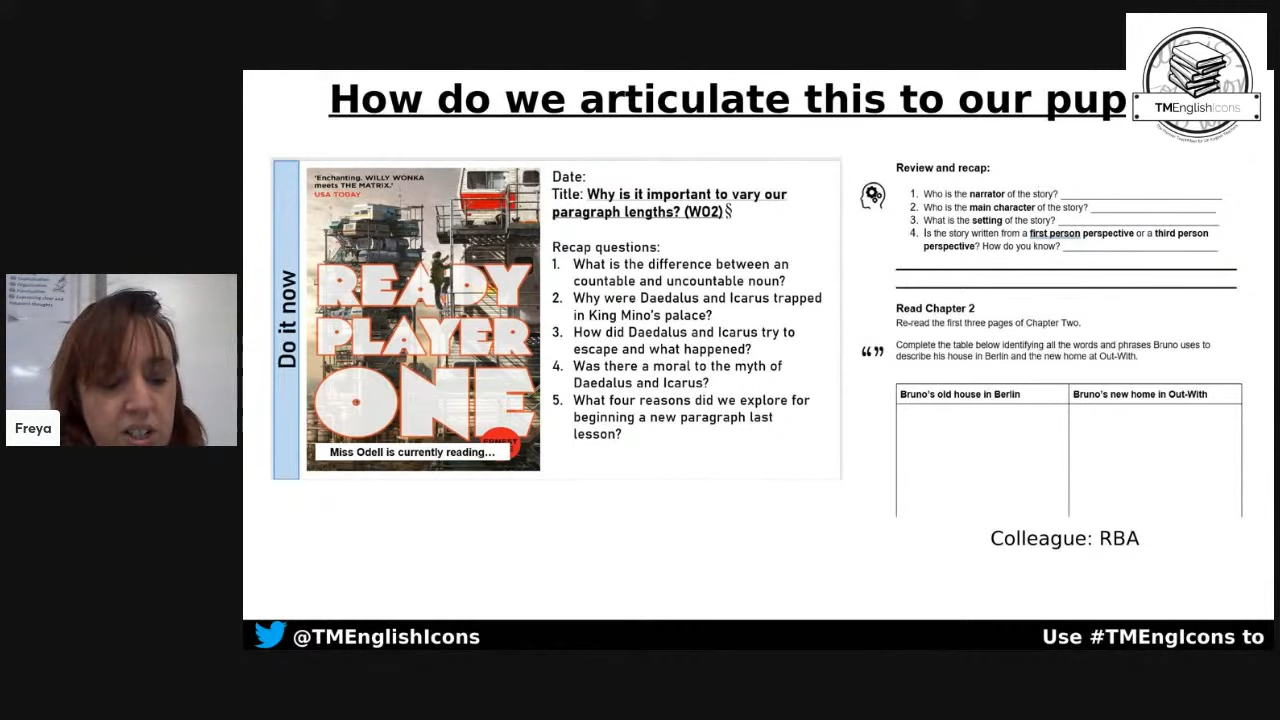 How do we articulate this to our pup
TMEnglishIcons
'Enchanting. WILLY WONKA
meets THE MATRIX.'
USA TODAY
READY
PLAYER
ONE
Miss Odell is currently reading...
Do it now
Date:
Title: Why is it important to vary our
paragraph lengths? (WO2)§
Recap questions:
1. What is the difference between an
countable and uncountable noun?
2. Why were Daedalus and Icarus trapped
in King Mino's palace?
3. How did Daedalus and Icarus try to
escape and what happened?
4. Was there a moral to the myth of
Daedalus and Icarus?
5. What four reasons did we explore for
beginning a new paragraph last
lesson?
Review and recap:
1. Who is the narrator of the story?
2. Who is the main character of the story?
3. What is the setting of the story?
4. Is the story written from a first person perspective or a third person
perspective? How do you know?
Read Chapter 2
Re-read the first three pages of Chapter Two.
Complete the table below identifying all the words and phrases Bruno uses to
describe his house in Berlin and the new home at Out-With.
Bruno's old house in Berlin
Bruno's new home in Out-With
Colleague: RBA
Freya
@TMEnglishIcons
Use #TMEngIcons to